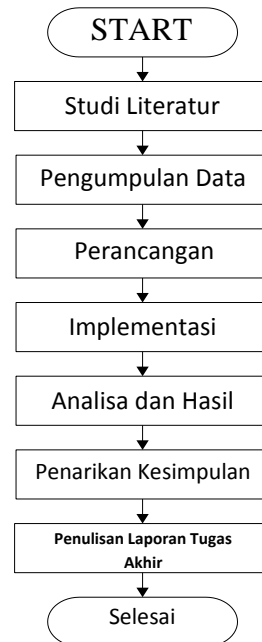 START
Studi Literatur
Pengumpulan Data
Perancangan
Implementasi
Analisa dan Hasil
Penarikan Kesimpulan
Penulisan Laporan Tugas
Akhir
Selesai